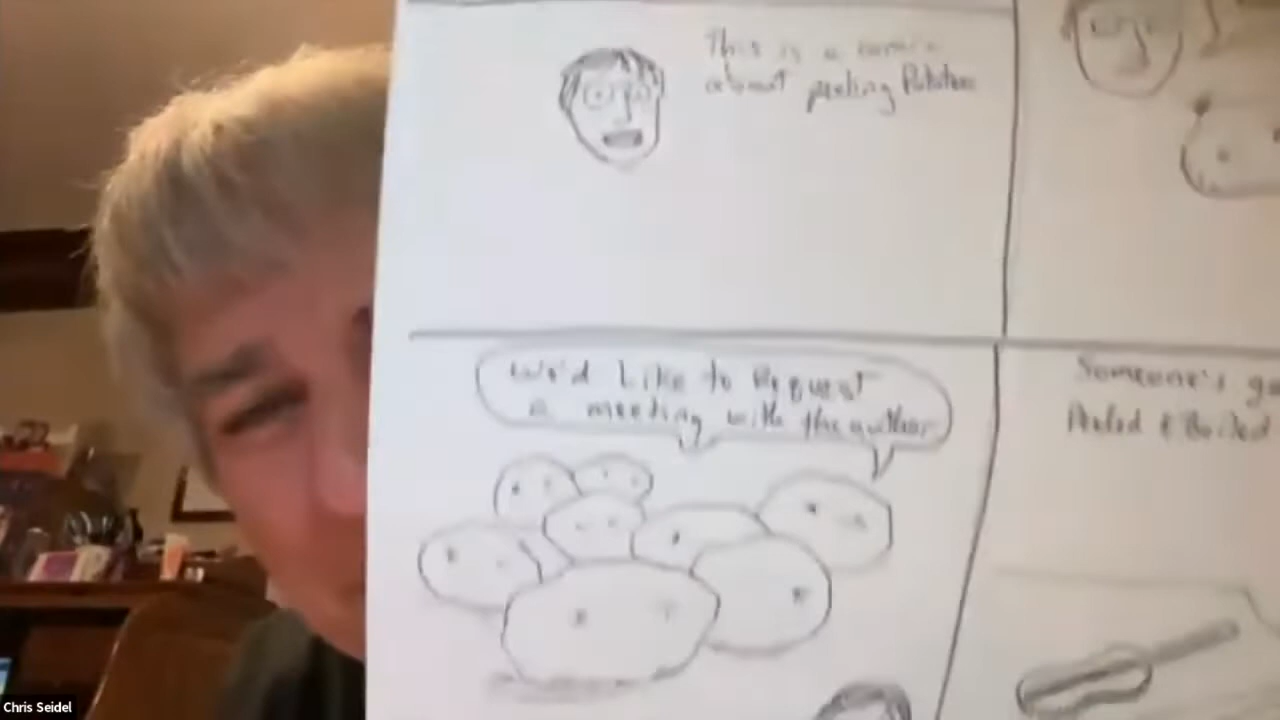 This is a comic
about peeling Potatoes
We'd Like to Request
a meeting with the author
Someone's
Peeled & Boiled
Chris Seidel